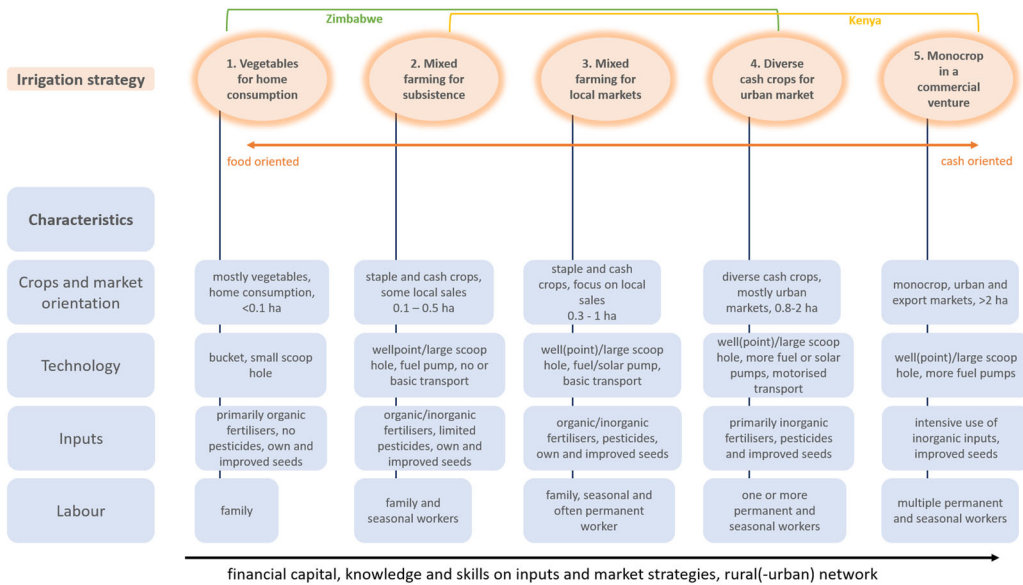 Zimbabwe
Kenya
Irrigation strategy
1. Vegetables
for home
consumption
2. Mixed
farming for
subsistence
3. Mixed
farming for
local markets
4. Diverse
cash crops for
urban market
5. Monocrop
in a
commercial
venture
food oriented
cash oriented
Characteristics
Crops and market
orientation
mostly vegetables,
home consumption,
<0.1 ha
staple and cash crops,
some local sales
0.1 – 0.5 ha
staple and cash
crops, focus on local
sales
0.3 - 1 ha
diverse cash crops,
mostly urban
markets, 0.8-2 ha
monocrop, urban and
export markets, >2 ha
Technology
bucket, small scoop
hole
wellpoint/large scoop
hole, fuel pump, no or
basic transport
well(point)/large scoop
hole, fuel/solar pump,
basic transport
well(point)/large scoop
hole, more fuel or solar
pumps, motorised
transport
well(point)/large scoop
hole, more fuel pumps
Inputs
primarily organic
fertilisers, no
pesticides, own and
improved seeds
organic/inorganic
fertilisers, limited
pesticides, own and
improved seeds
organic/inorganic
fertilisers, pesticides,
own and improved seeds
primarily inorganic
fertilisers, pesticides
and improved seeds
intensive use of
inorganic inputs,
improved seeds
Labour
family
family and
seasonal workers
family, seasonal and
often permanent
worker
one or more
permanent and
seasonal workers
multiple permanent
and seasonal workers
financial capital, knowledge and skills on inputs and market strategies, rural(-urban) network